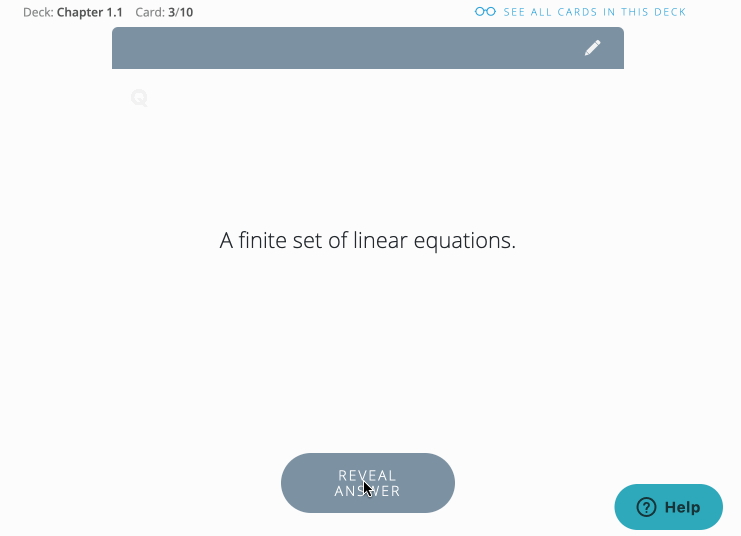 Deck: Chapter 1.1 Card: 3/10 SEE ALL CARDS IN THIS DECK
Q
A finite set of linear equations.
REVEAL
ANSWER
Help